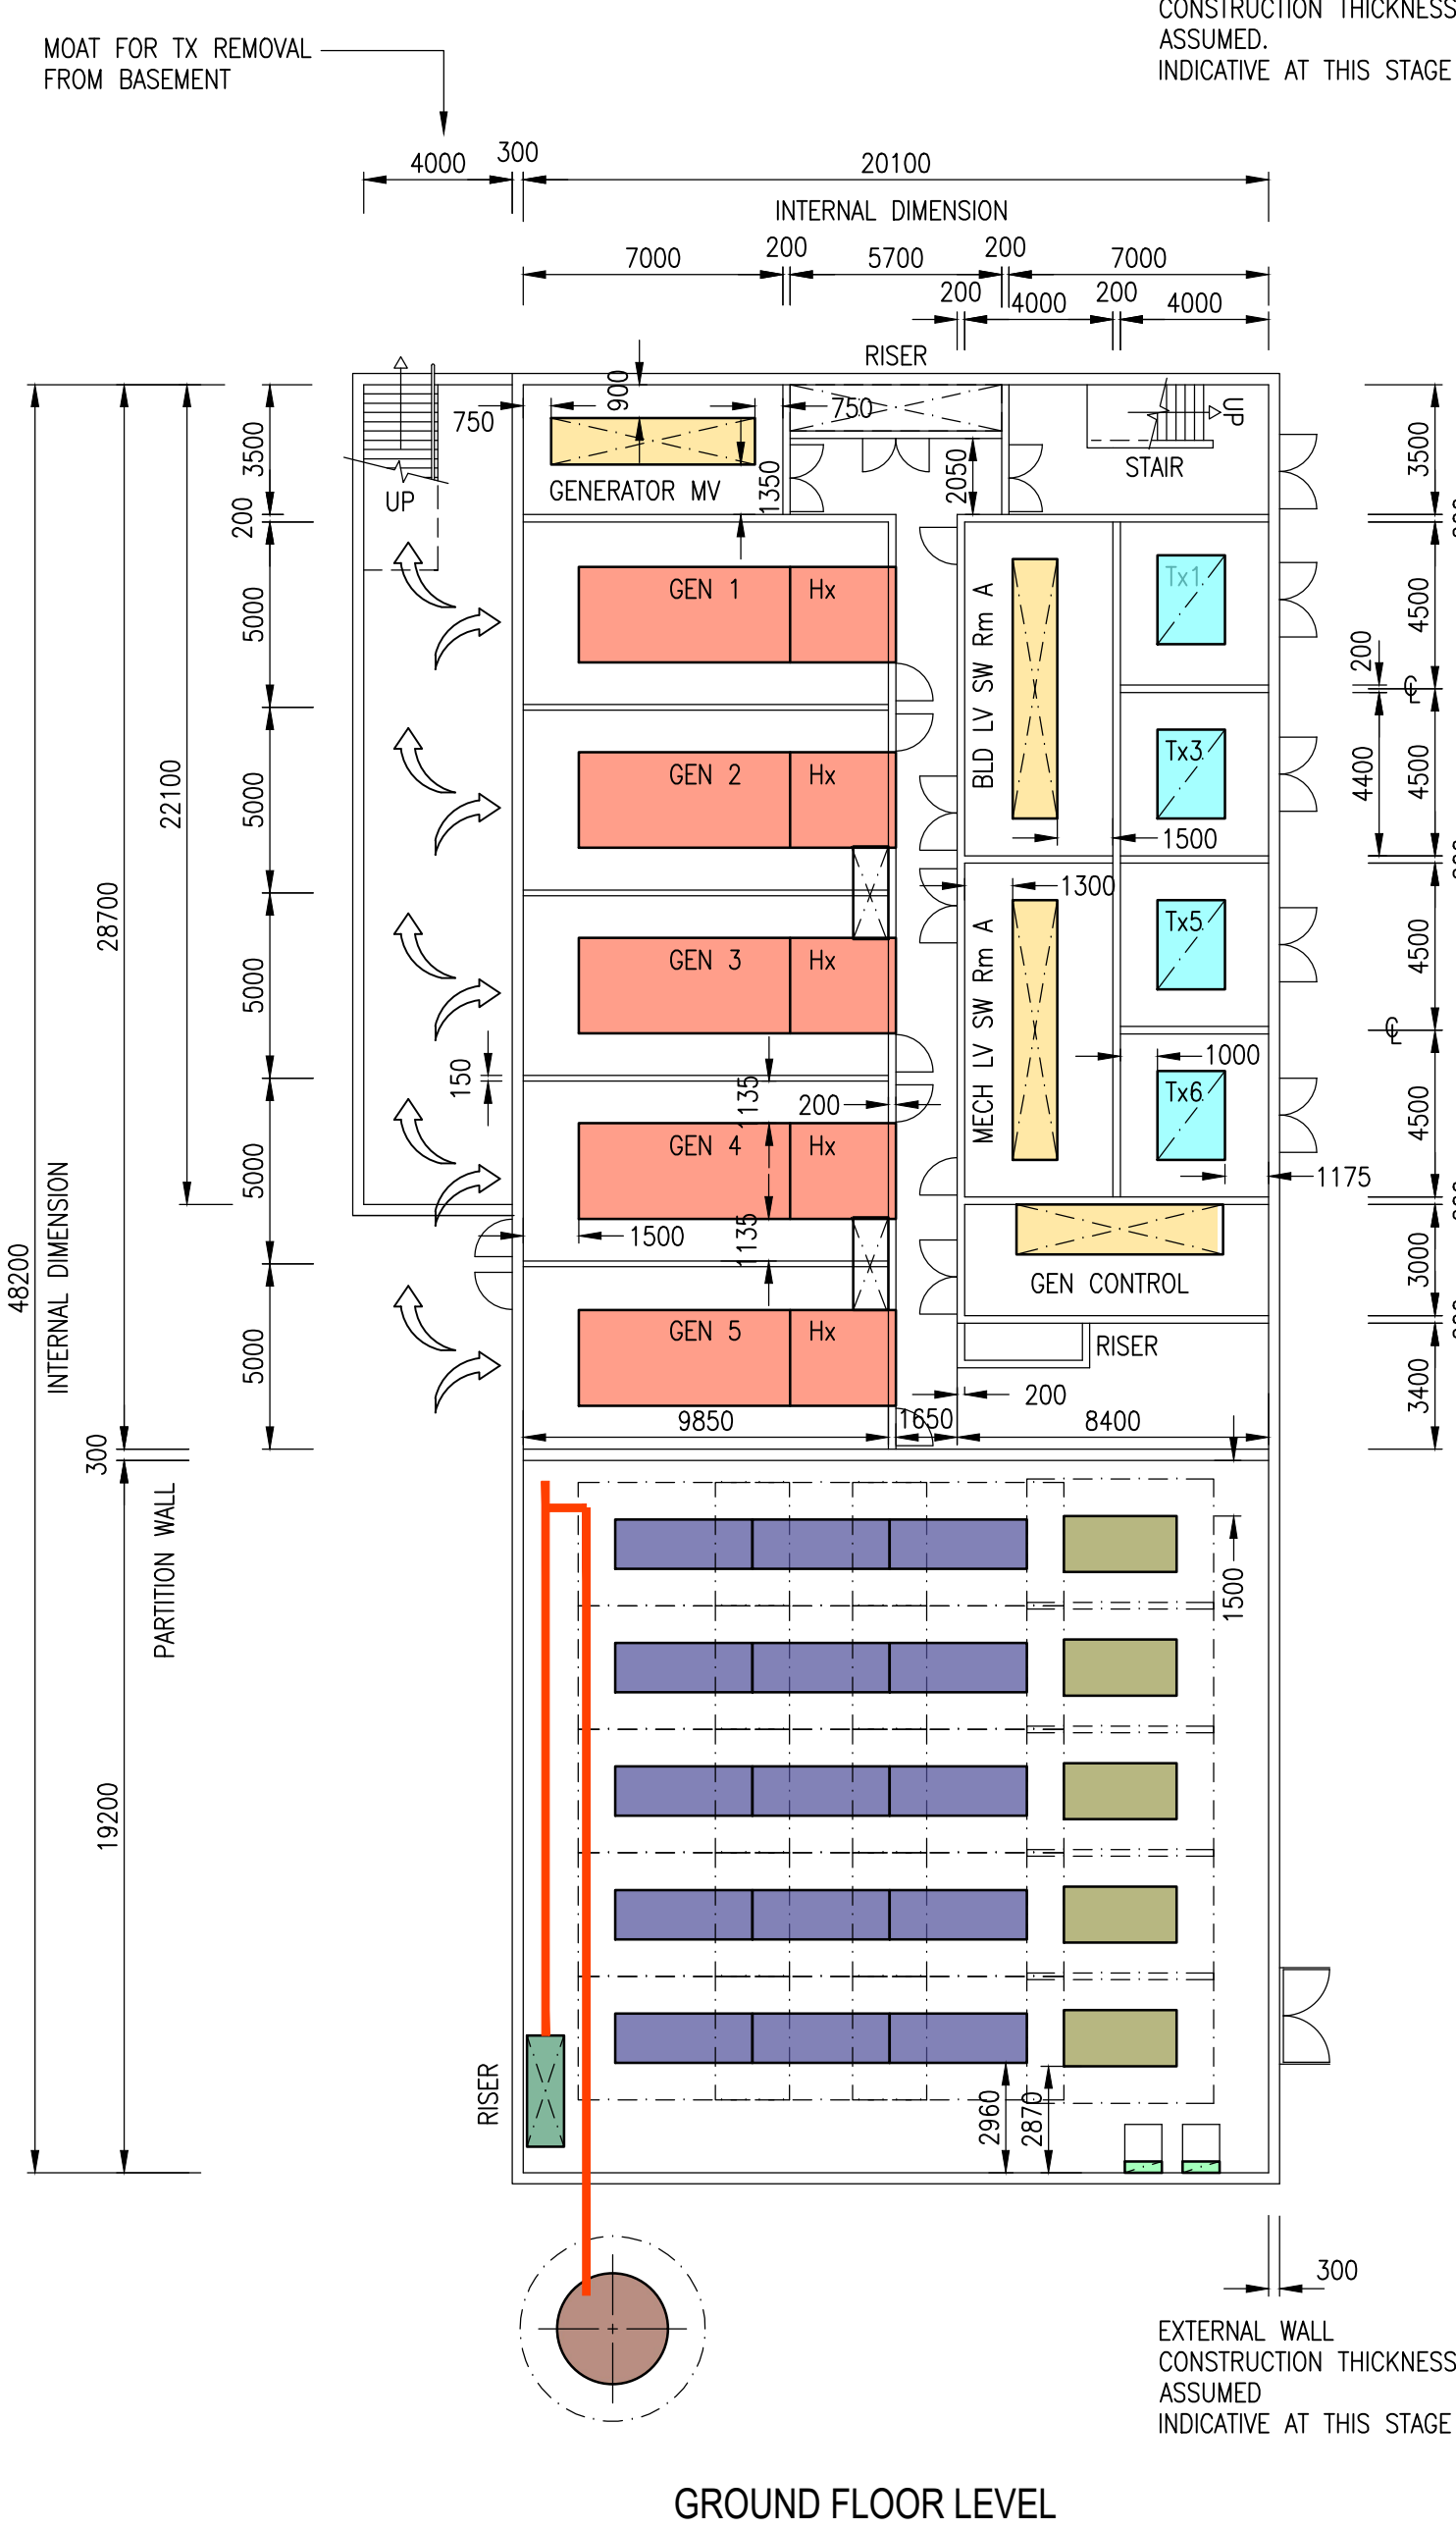 CONSTRUCTION THICKNESS
ASSUMED.
INDICATIVE AT THIS STAGE
MOAT FOR TX REMOVAL
FROM BASEMENT
4000
300
20100
INTERNAL DIMENSION
7000
200
5700
200
7000
200
4000
200
4000
RISER
900
750
750
3500
UP
GENERATOR MV
1350
2050
STAIR
UP
3500
200
5000
GEN 1
Hx
BLD LV SW Rm A
Tx1
4500
200
22100
5000
GEN 2
Hx
Tx3
4400
4500
1500
28700
5000
GEN 3
Hx
1300
MECH LV SW Rm A
Tx5
4500
150
1135
200
1000
48200
INTERNAL DIMENSION
5000
GEN 4
Hx
Tx6
4500
1175
1500
1135
3000
GEN CONTROL
5000
GEN 5
Hx
RISER
3400
200
9850
1650
8400
300
PARTITION WALL
1500
19200
RISER
2960
2870
300
EXTERNAL WALL
CONSTRUCTION THICKNESS
ASSUMED
INDICATIVE AT THIS STAGE
GROUND FLOOR LEVEL